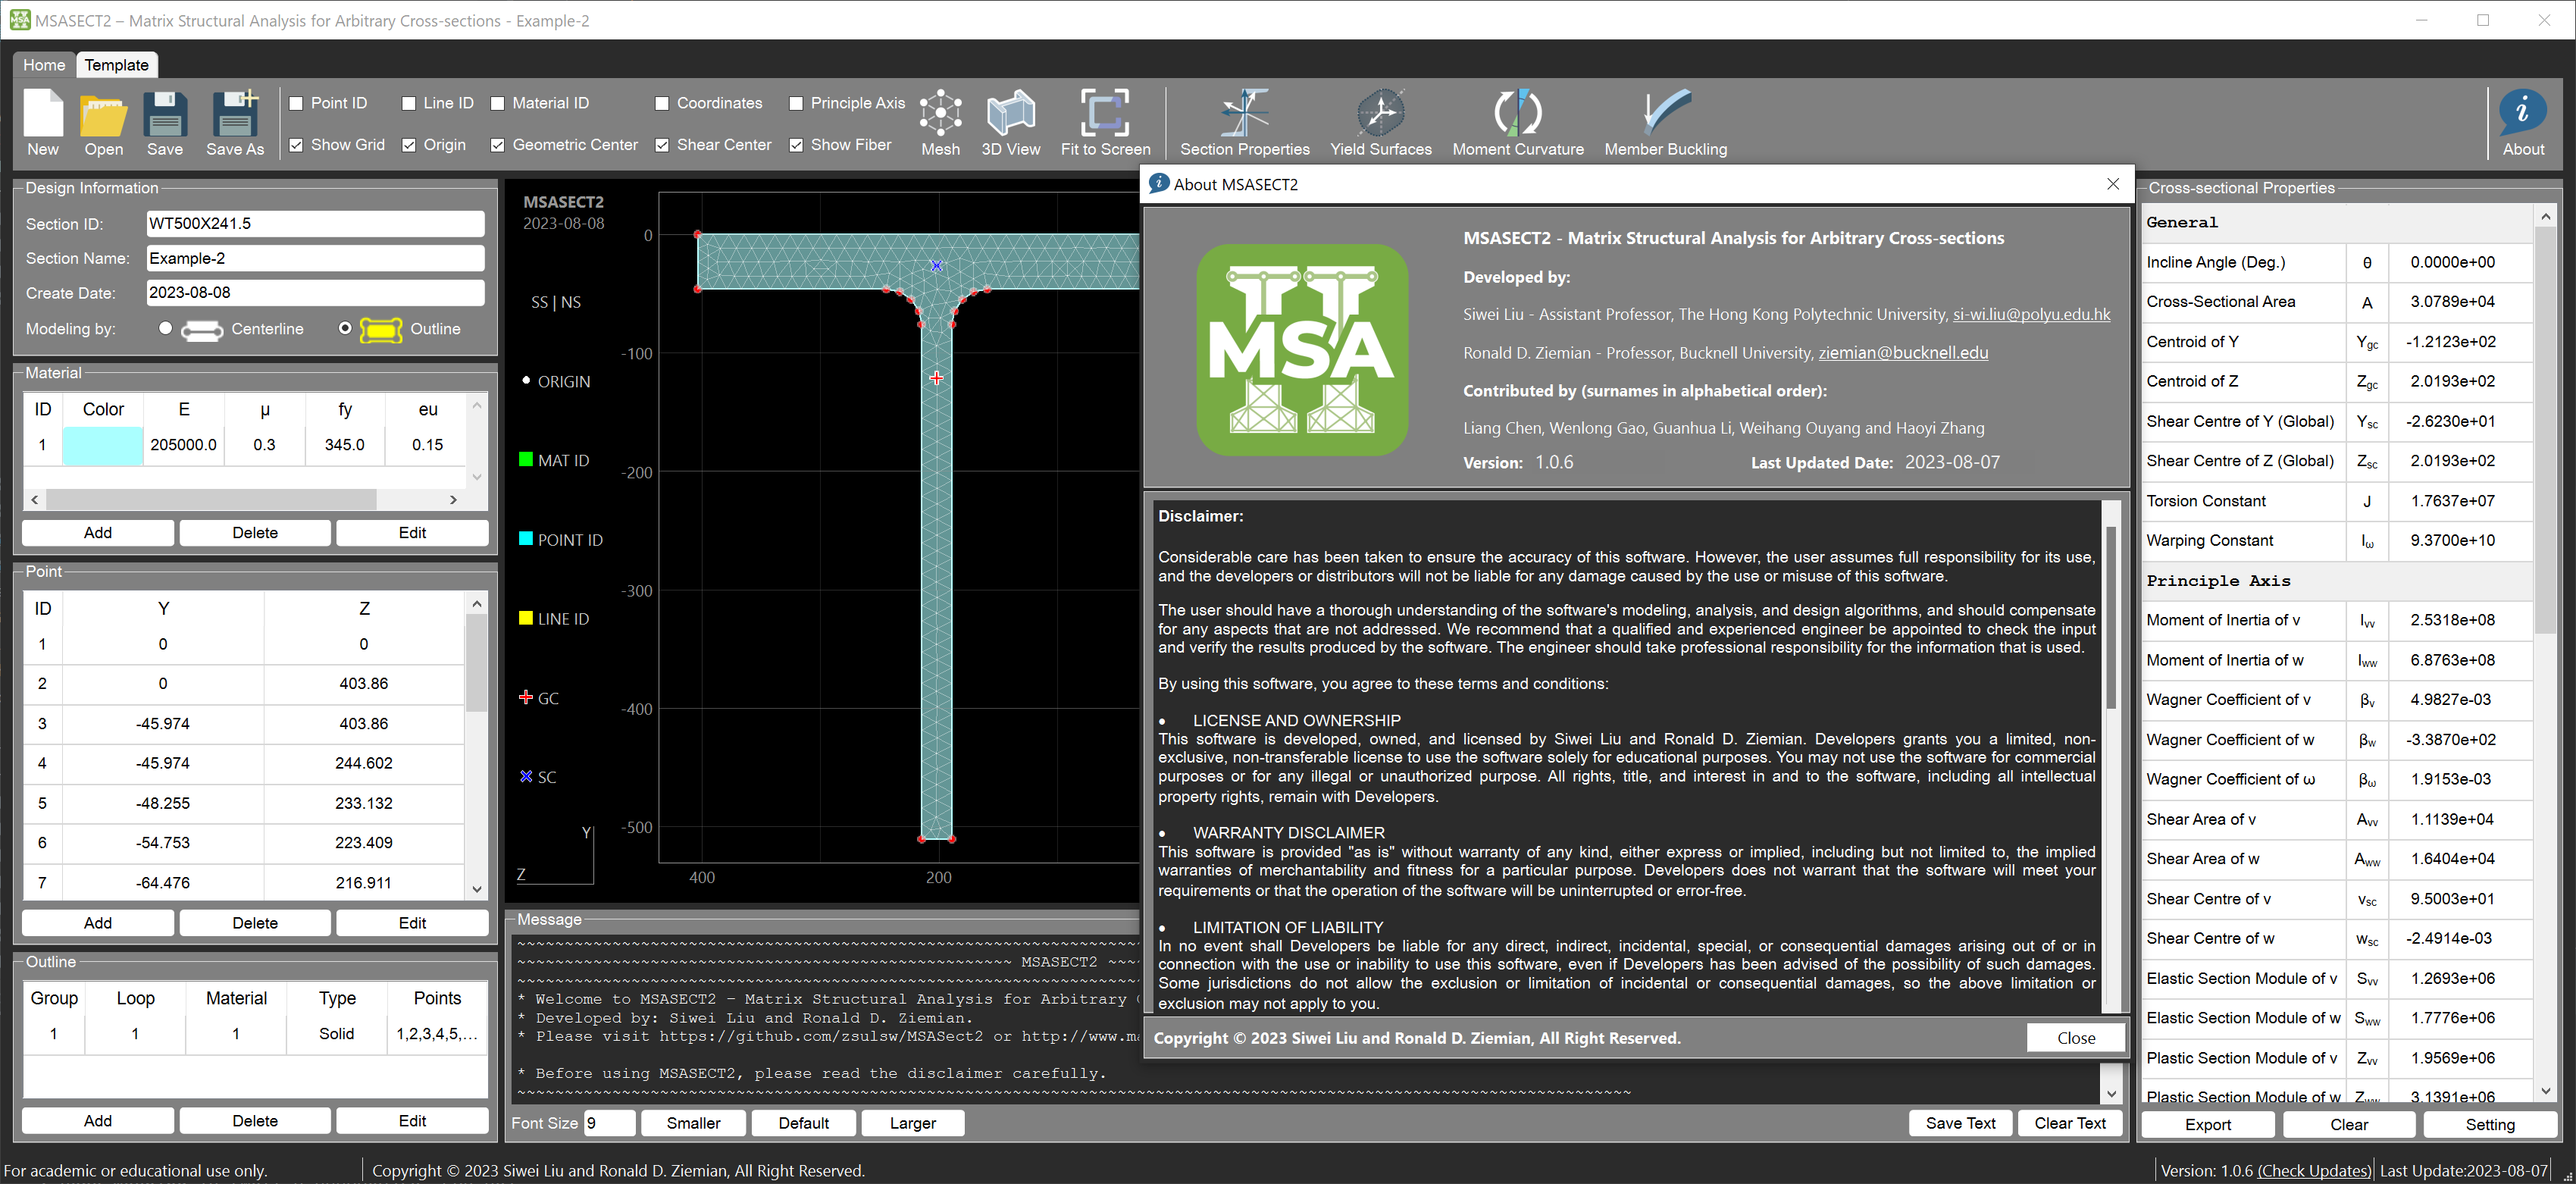 MSASECT2 – Matrix Structural Analysis for Arbitrary Cross-sections - Example-2
Home Template
New Open Save Save As
Point ID Line ID Material ID Coordinates Principle Axis
Show Grid Origin Geometric Center Shear Center Show Fiber
Mesh 3D View Fit to Screen Section Properties Yield Surfaces Moment Curvature Member Buckling About
Design Information
Section ID: WT500X241.5
Section Name: Example-2
Create Date: 2023-08-08
Modeling by: Centerline Outline
Material
ID Color E μ fy eu
1 205000.0 0.3 345.0 0.15
Add Delete Edit
Point
ID Y Z
1 0 0
2 0 403.86
3 -45.974 403.86
4 -45.974 244.602
5 -48.255 233.132
6 -54.753 223.409
7 -64.476 216.911
Add Delete Edit
Outline
Group Loop Material Type Points
1 1 1 Solid 1,2,3,4,5,...
Add Delete Edit
MSASECT2
2023-08-08
SS | NS
ORIGIN
MAT ID
POINT ID
LINE ID
GC
SC
Y
Z
0
-100
-200
-300
-400
-500
400 200
Message
~~~~~~~~~~~~~~~~~~~~~~~~~~~~~~~~~~~~~~~~~~~~~~~~~~~~~~~~~~~~~~~~~
~~~~~~~~~~~~~~~~~~~~~~~~~~~~~~~~~~~~~~~~~~~~~~~~~~~~ MSASECT2 ~~~~
~~~~~~~~~~~~~~~~~~~~~~~~~~~~~~~~~~~~~~~~~~~~~~~~~~~~~~~~~~~~~~~~~
* Welcome to MSASECT2 – Matrix Structural Analysis for Arbitrary
* Developed by: Siwei Liu and Ronald D. Ziemian.
* Please visit https://github.com/zsulsw/MSASect2 or http://www.ma
* Before using MSASECT2, please read the disclaimer carefully.
~~~~~~~~~~~~~~~~~~~~~~~~~~~~~~~~~~~~~~~~~~~~~~~~~~~~~~~~~~~~~~~~~
Font Size 9 Smaller Default Larger Save Text Clear Text
About MSASECT2
MSA
MSASECT2 - Matrix Structural Analysis for Arbitrary Cross-sections
Developed by:
Siwei Liu - Assistant Professor, The Hong Kong Polytechnic University, si-wi.liu@polyu.edu.hk
Ronald D. Ziemian - Professor, Bucknell University, ziemian@bucknell.edu
Contributed by (surnames in alphabetical order):
Liang Chen, Wenlong Gao, Guanhua Li, Weihang Ouyang and Haoyi Zhang
Version: 1.0.6 Last Updated Date: 2023-08-07
Disclaimer:
Considerable care has been taken to ensure the accuracy of this software. However, the user assumes full responsibility for its use,
and the developers or distributors will not be liable for any damage caused by the use or misuse of this software.
The user should have a thorough understanding of the software's modeling, analysis, and design algorithms, and should compensate
for any aspects that are not addressed. We recommend that a qualified and experienced engineer be appointed to check the input
and verify the results produced by the software. The engineer should take professional responsibility for the information that is used.
By using this software, you agree to these terms and conditions:
• LICENSE AND OWNERSHIP
This software is developed, owned, and licensed by Siwei Liu and Ronald D. Ziemian. Developers grants you a limited, non-
exclusive, non-transferable license to use the software solely for educational purposes. You may not use the software for commercial
purposes or for any illegal or unauthorized purpose. All rights, title, and interest in and to the software, including all intellectual
property rights, remain with Developers.
• WARRANTY DISCLAIMER
This software is provided "as is" without warranty of any kind, either express or implied, including but not limited to, the implied
warranties of merchantability and fitness for a particular purpose. Developers does not warrant that the software will meet your
requirements or that the operation of the software will be uninterrupted or error-free.
• LIMITATION OF LIABILITY
In no event shall Developers be liable for any direct, indirect, incidental, special, or consequential damages arising out of or in
connection with the use or inability to use this software, even if Developers has been advised of the possibility of such damages.
Some jurisdictions do not allow the exclusion or limitation of incidental or consequential damages, so the above limitation or
exclusion may not apply to you.
Copyright © 2023 Siwei Liu and Ronald D. Ziemian, All Right Reserved. Close
Cross-sectional Properties
General
Incline Angle (Deg.) θ 0.0000e+00
Cross-Sectional Area A 3.0789e+04
Centroid of Y Ygc -1.2123e+02
Centroid of Z Zgc 2.0193e+02
Shear Centre of Y (Global) Ysc -2.6230e+01
Shear Centre of Z (Global) Zsc 2.0193e+02
Torsion Constant J 1.7637e+07
Warping Constant Iω 9.3700e+10
Principle Axis
Moment of Inertia of v Ivv 2.5318e+08
Moment of Inertia of w Iww 6.8763e+08
Wagner Coefficient of v βv 4.9827e-03
Wagner Coefficient of w βw -3.3870e+02
Wagner Coefficient of ω βω 1.9153e-03
Shear Area of v Avv 1.1139e+04
Shear Area of w Aww 1.6404e+04
Shear Centre of v vsc 9.5003e+01
Shear Centre of w wsc -2.4914e-03
Elastic Section Module of v Svv 1.2693e+06
Elastic Section Module of w Sww 1.7776e+06
Plastic Section Module of v Zvv 1.9569e+06
Plastic Section Module of w Zww 3.1391e+06
Export Clear Setting
For academic or educational use only. Copyright © 2023 Siwei Liu and Ronald D. Ziemian, All Right Reserved. Version: 1.0.6 (Check Updates) Last Update:2023-08-07